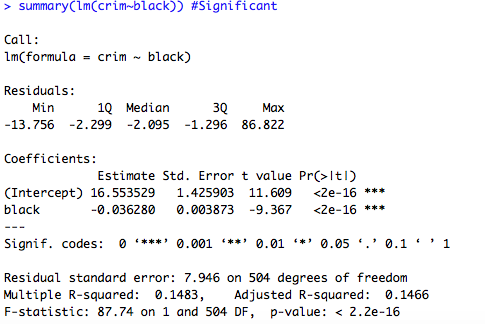 > summary(lm(crim~black)) #Significant
Call:
lm(formula = crim ~ black)
Residuals:
    Min      1Q  Median      3Q     Max
-13.756  -2.299  -2.095  -1.296  86.822
Coefficients:
             Estimate Std. Error t value Pr(>|t|)
(Intercept) 16.553529   1.425903  11.609   <2e-16 ***
black       -0.036280   0.003873  -9.367   <2e-16 ***
---
Signif. codes:  0 ‘***’ 0.001 ‘**’ 0.01 ‘*’ 0.05 ‘.’ 0.1 ‘ ’ 1
Residual standard error: 7.946 on 504 degrees of freedom
Multiple R-squared:  0.1483,    Adjusted R-squared:  0.1466
F-statistic: 87.74 on 1 and 504 DF,  p-value: < 2.2e-16